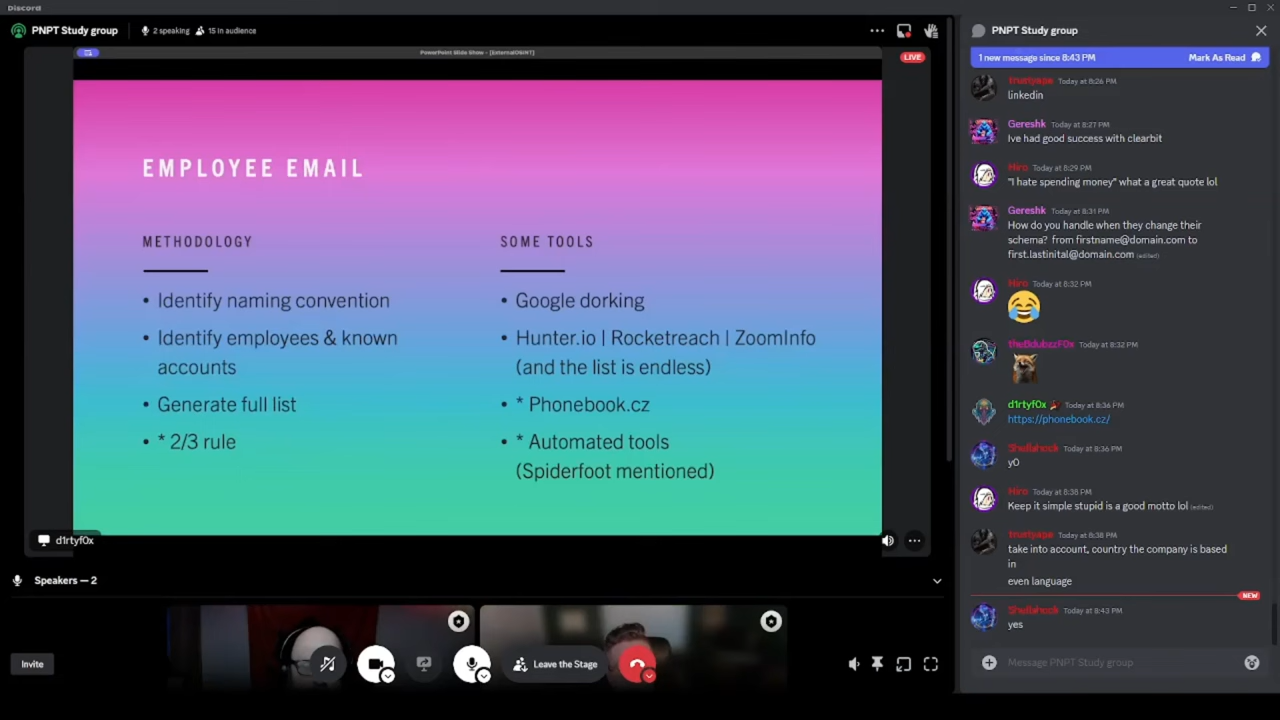 Discord
PNPT Study group
2 speaking
15 in audience
PNPT Study group
PowerPoint Slide Show - [ExternalOSINT]
LIVE
1 new message since 8:43 PM
Mark As Read
EMPLOYEE EMAIL
METHODOLOGY
• Identify naming convention
• Identify employees & known
accounts
• Generate full list
• * 2/3 rule
SOME TOOLS
• Google dorking
• Hunter.io | Rocketreach | ZoomInfo
(and the list is endless)
• * Phonebook.cz
• * Automated tools
(Spiderfoot mentioned)
d1rtyf0x
Speakers — 2
Invite
Leave the Stage
Today at 8:26 PM
linkedin
Gereshk Today at 8:27 PM
Ive had good success with clearbit
Hiro Today at 8:29 PM
"I hate spending money" what a great quote lol
Gereshk Today at 8:31 PM
How do you handle when they change their
schema? from firstname@domain.com to
first.lastinital@domain.com (edited)
Hiro Today at 8:32 PM
theBdubzzF0x Today at 8:32 PM
d1rtyf0x Today at 8:36 PM
https://phonebook.cz/
Shellshock Today at 8:36 PM
y0
Hiro Today at 8:38 PM
Keep it simple stupid is a good motto lol (edited)
Today at 8:38 PM
take into account, country the company is based
in
even language
NEW
Shellshock Today at 8:43 PM
yes
Message PNPT Study group